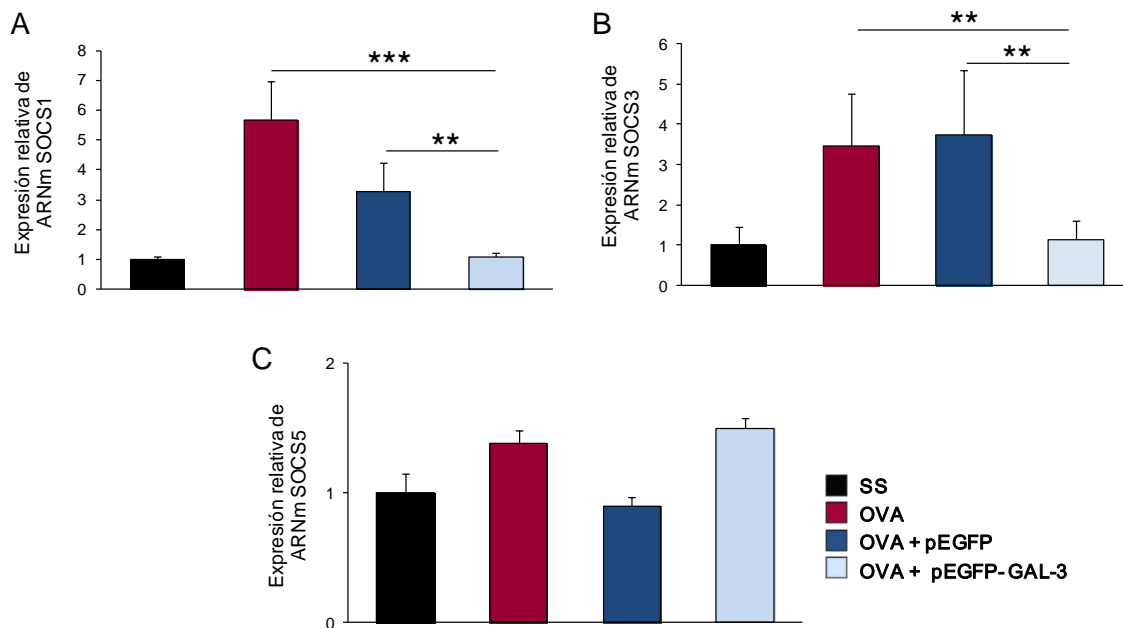 A
Expresión relativa de
ARNm SOCS1
8
7
6
5
4
3
2
1
0
***
**
B
Expresión relativa de
ARNm SOCS3
6
5
4
3
2
1
0
**
**
C
Expresión relativa de
ARNm SOCS5
2
1
0
SS
OVA
OVA + pEGFP
OVA + pEGFP-GAL-3